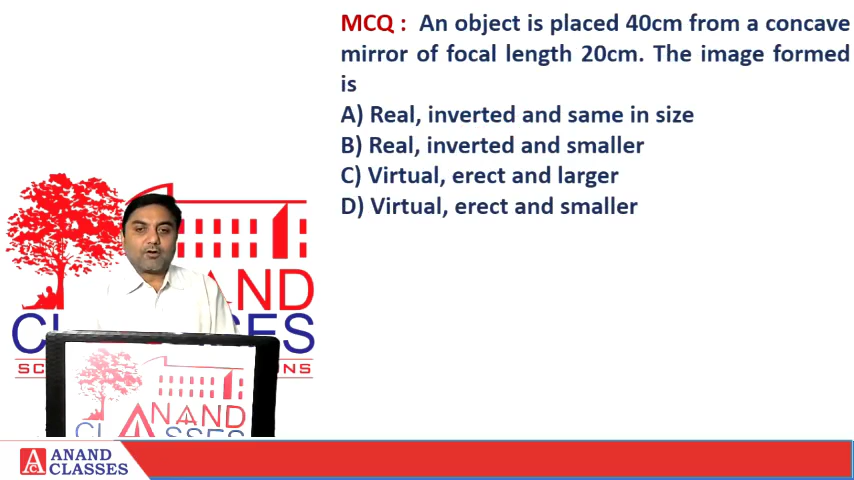 MCQ : An object is placed 40cm from a concave
mirror of focal length 20cm. The image formed
is
A) Real, inverted and same in size
B) Real, inverted and smaller
C) Virtual, erect and larger
D) Virtual, erect and smaller
ANAND
CLASSES
ANAND
CLASSES